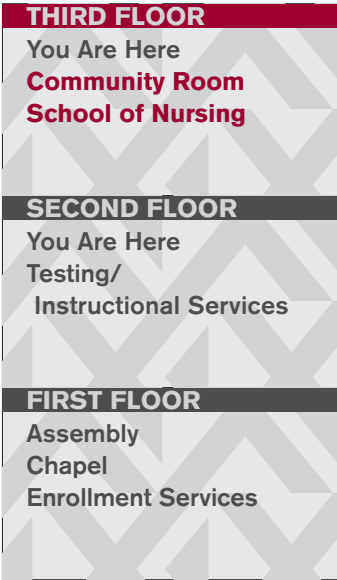 THIRD FLOOR
You Are Here
Community Room
School of Nursing
SECOND FLOOR
You Are Here
Testing/
Instructional Services
FIRST FLOOR
Assembly
Chapel
Enrollment Services